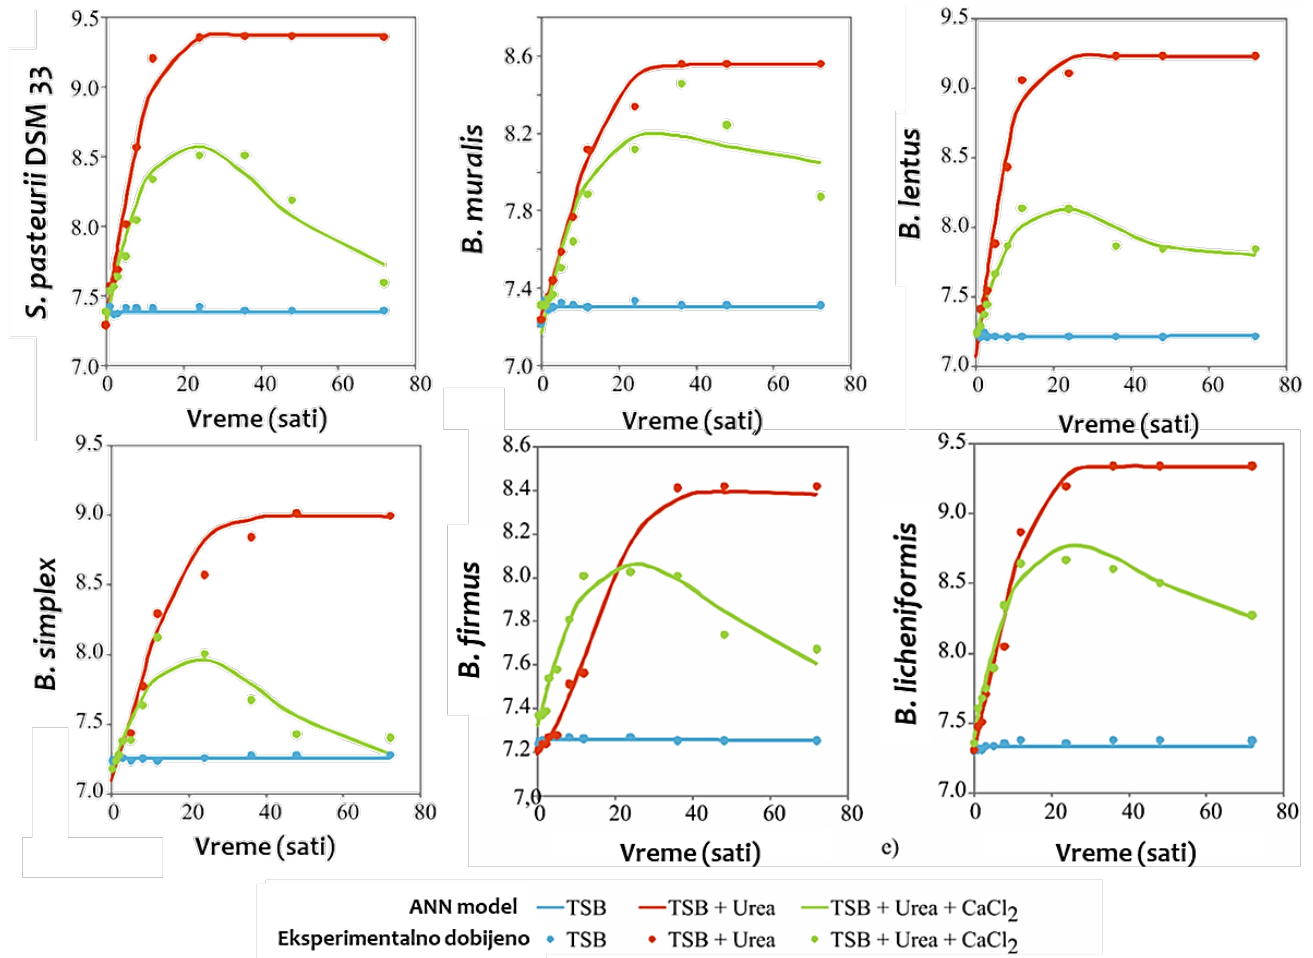 S. pasteurii DSM 33
9.5
9.0
8.5
8.0
7.5
7.0
0 20 40 60 80
Vreme (sati)
B. muralis
8.6
8.2
7.8
7.4
7.0
0 20 40 60 80
Vreme (sati)
B. lentus
9.5
9.0
8.5
8.0
7.5
7.0
0 20 40 60 80
Vreme (sati)
B. simplex
9.5
9.0
8.5
8.0
7.5
7.0
0 20 40 60 80
Vreme (sati)
B. firmus
8.6
8.4
8.2
8.0
7.8
7.6
7.4
7.2
7,0
0 20 40 60 80
Vreme (sati)
e)
B. licheniformis
9.5
9.0
8.5
8.0
7.5
7.0
0 20 40 60 80
Vreme (sati)
ANN model TSB TSB + Urea TSB + Urea + CaCl2
Eksperimentalno dobijeno TSB TSB + Urea TSB + Urea + CaCl2